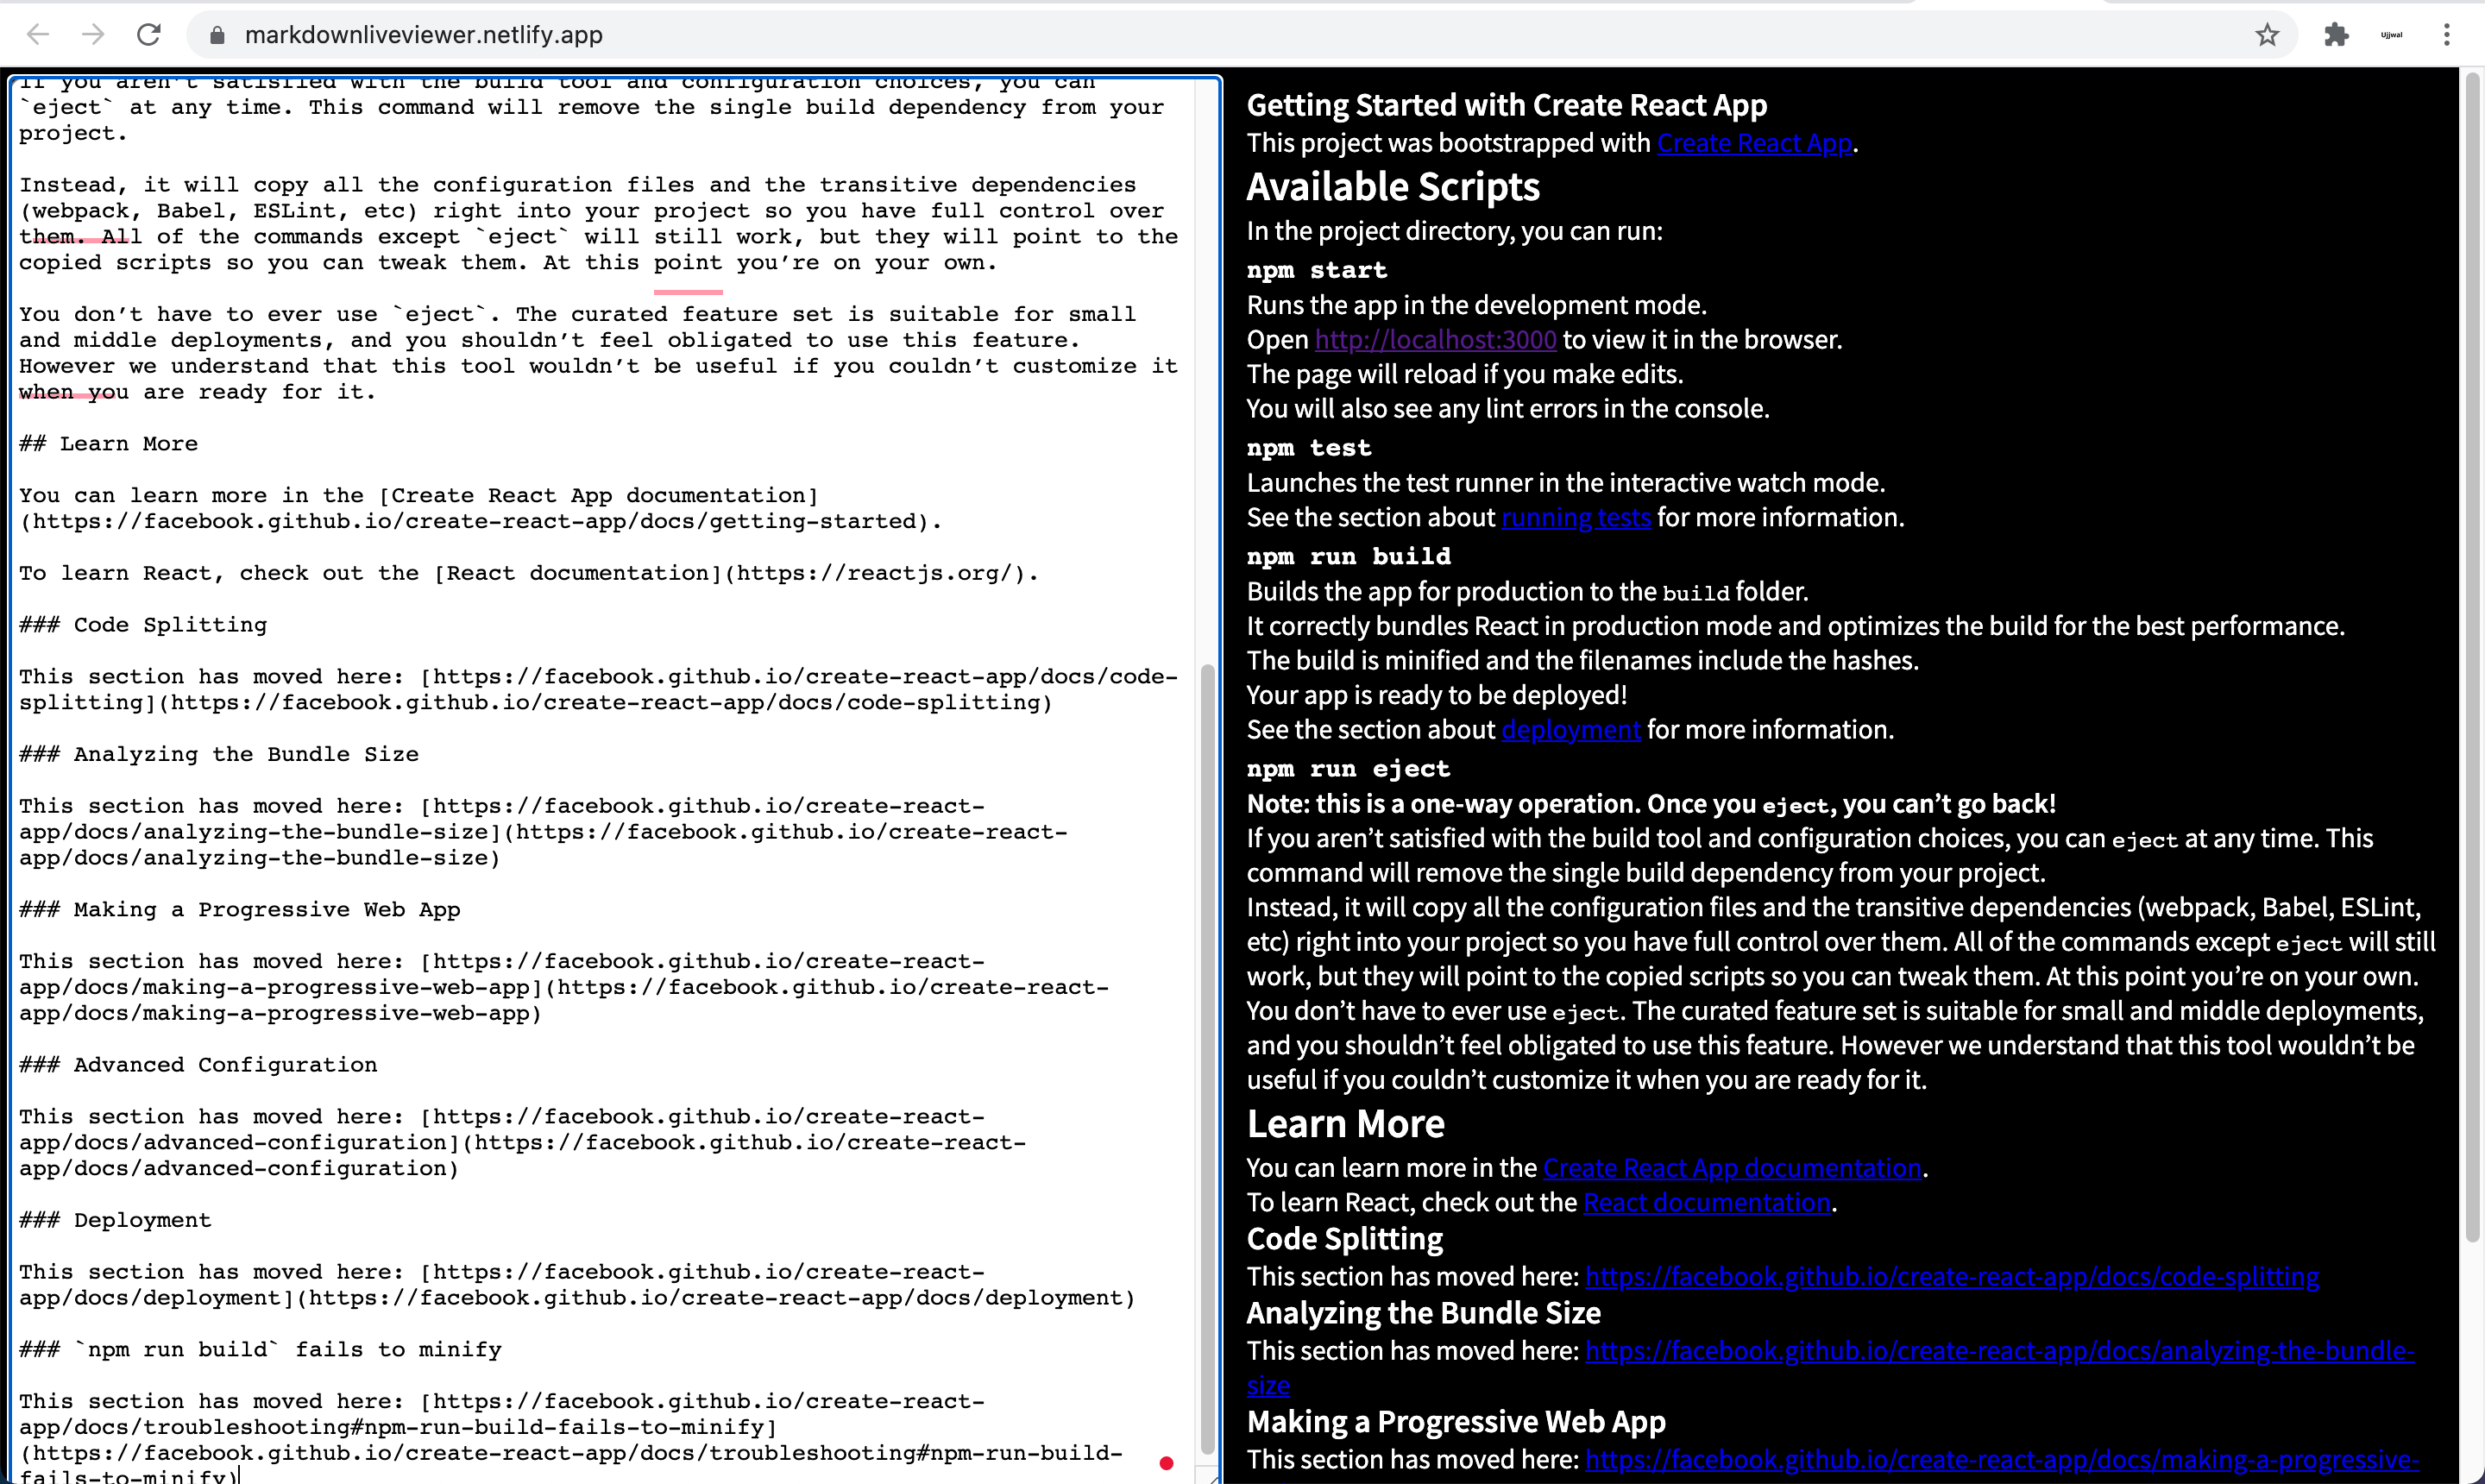 markdownliveviewer.netlify.app
Ujjwal
If you aren't satisfied with the build tool and configuration choices, you can
`eject` at any time. This command will remove the single build dependency from your
project.
Instead, it will copy all the configuration files and the transitive dependencies
(webpack, Babel, ESLint, etc) right into your project so you have full control over
them. All of the commands except `eject` will still work, but they will point to the
copied scripts so you can tweak them. At this point you’re on your own.
You don’t have to ever use `eject`. The curated feature set is suitable for small
and middle deployments, and you shouldn’t feel obligated to use this feature.
However we understand that this tool wouldn’t be useful if you couldn’t customize it
when you are ready for it.
## Learn More
You can learn more in the [Create React App documentation]
(https://facebook.github.io/create-react-app/docs/getting-started).
To learn React, check out the [React documentation](https://reactjs.org/).
### Code Splitting
This section has moved here: [https://facebook.github.io/create-react-app/docs/code-
splitting](https://facebook.github.io/create-react-app/docs/code-splitting)
### Analyzing the Bundle Size
This section has moved here: [https://facebook.github.io/create-react-
app/docs/analyzing-the-bundle-size](https://facebook.github.io/create-react-
app/docs/analyzing-the-bundle-size)
### Making a Progressive Web App
This section has moved here: [https://facebook.github.io/create-react-
app/docs/making-a-progressive-web-app](https://facebook.github.io/create-react-
app/docs/making-a-progressive-web-app)
### Advanced Configuration
This section has moved here: [https://facebook.github.io/create-react-
app/docs/advanced-configuration](https://facebook.github.io/create-react-
app/docs/advanced-configuration)
### Deployment
This section has moved here: [https://facebook.github.io/create-react-
app/docs/deployment](https://facebook.github.io/create-react-app/docs/deployment)
### `npm run build` fails to minify
This section has moved here: [https://facebook.github.io/create-react-
app/docs/troubleshooting#npm-run-build-fails-to-minify]
(https://facebook.github.io/create-react-app/docs/troubleshooting#npm-run-build-
fails-to-minify)
Getting Started with Create React App
This project was bootstrapped with Create React App.
Available Scripts
In the project directory, you can run:
npm start
Runs the app in the development mode.
Open http://localhost:3000 to view it in the browser.
The page will reload if you make edits.
You will also see any lint errors in the console.
npm test
Launches the test runner in the interactive watch mode.
See the section about running tests for more information.
npm run build
Builds the app for production to the build folder.
It correctly bundles React in production mode and optimizes the build for the best performance.
The build is minified and the filenames include the hashes.
Your app is ready to be deployed!
See the section about deployment for more information.
npm run eject
Note: this is a one-way operation. Once you eject, you can’t go back!
If you aren’t satisfied with the build tool and configuration choices, you can eject at any time. This
command will remove the single build dependency from your project.
Instead, it will copy all the configuration files and the transitive dependencies (webpack, Babel, ESLint,
etc) right into your project so you have full control over them. All of the commands except eject will still
work, but they will point to the copied scripts so you can tweak them. At this point you’re on your own.
You don’t have to ever use eject. The curated feature set is suitable for small and middle deployments,
and you shouldn’t feel obligated to use this feature. However we understand that this tool wouldn’t be
useful if you couldn’t customize it when you are ready for it.
Learn More
You can learn more in the Create React App documentation.
To learn React, check out the React documentation.
Code Splitting
This section has moved here: https://facebook.github.io/create-react-app/docs/code-splitting
Analyzing the Bundle Size
This section has moved here: https://facebook.github.io/create-react-app/docs/analyzing-the-bundle-
size
Making a Progressive Web App
This section has moved here: https://facebook.github.io/create-react-app/docs/making-a-progressive-